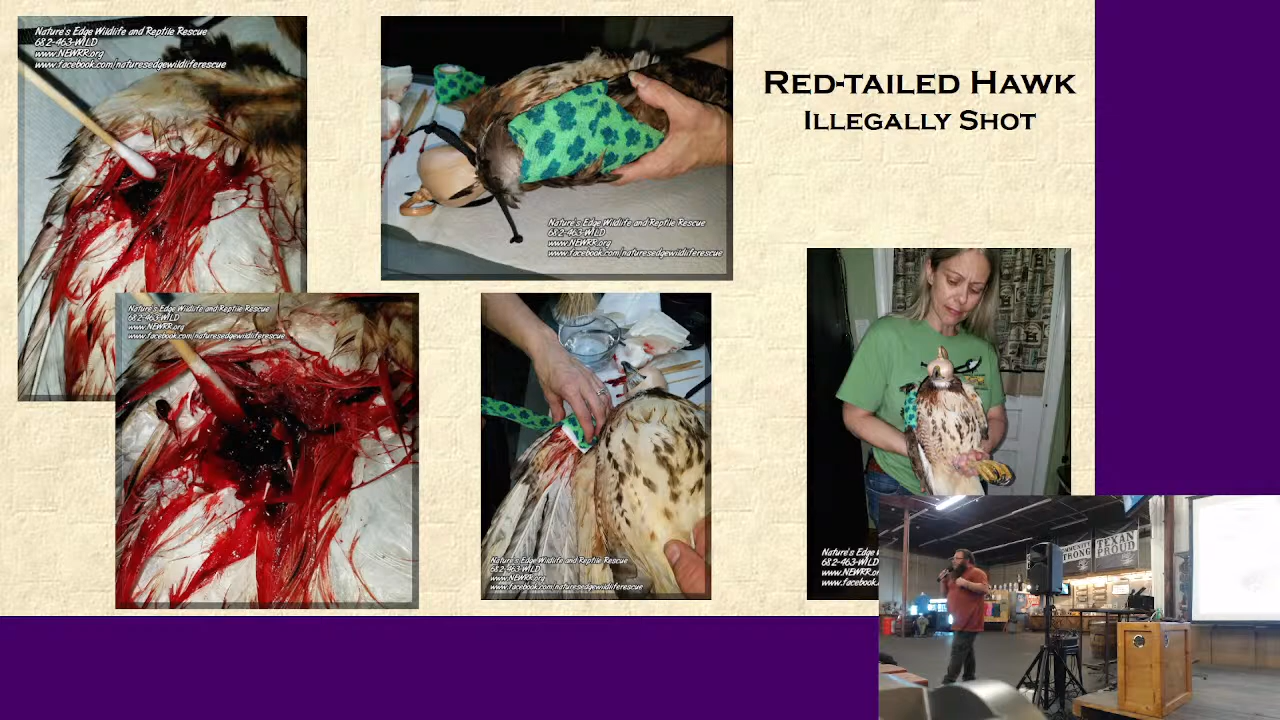 Nature's Edge Wildlife and Reptile Rescue
682-463-WILD
www.NEWRR.org
www.facebook.com/naturesedgewildliferescue
Nature's Edge Wildlife and Reptile Rescue
682-463-WILD
www.NEWRR.org
www.facebook.com/naturesedgewildliferescue
RED-TAILED HAWK
ILLEGALLY SHOT
Nature's Edge Wildlife and Reptile Rescue
682-463-WILD
www.NEWRR.org
www.facebook.com/naturesedgewildliferescue
Nature's Edge Wildlife and Reptile Rescue
682-463-WILD
www.NEWRR.org
www.facebook.com/naturesedgewildliferescue
Nature's Edge W
682-463-WILD
www.NEWRR.or
www.facebook.
TEXAN
PROUD